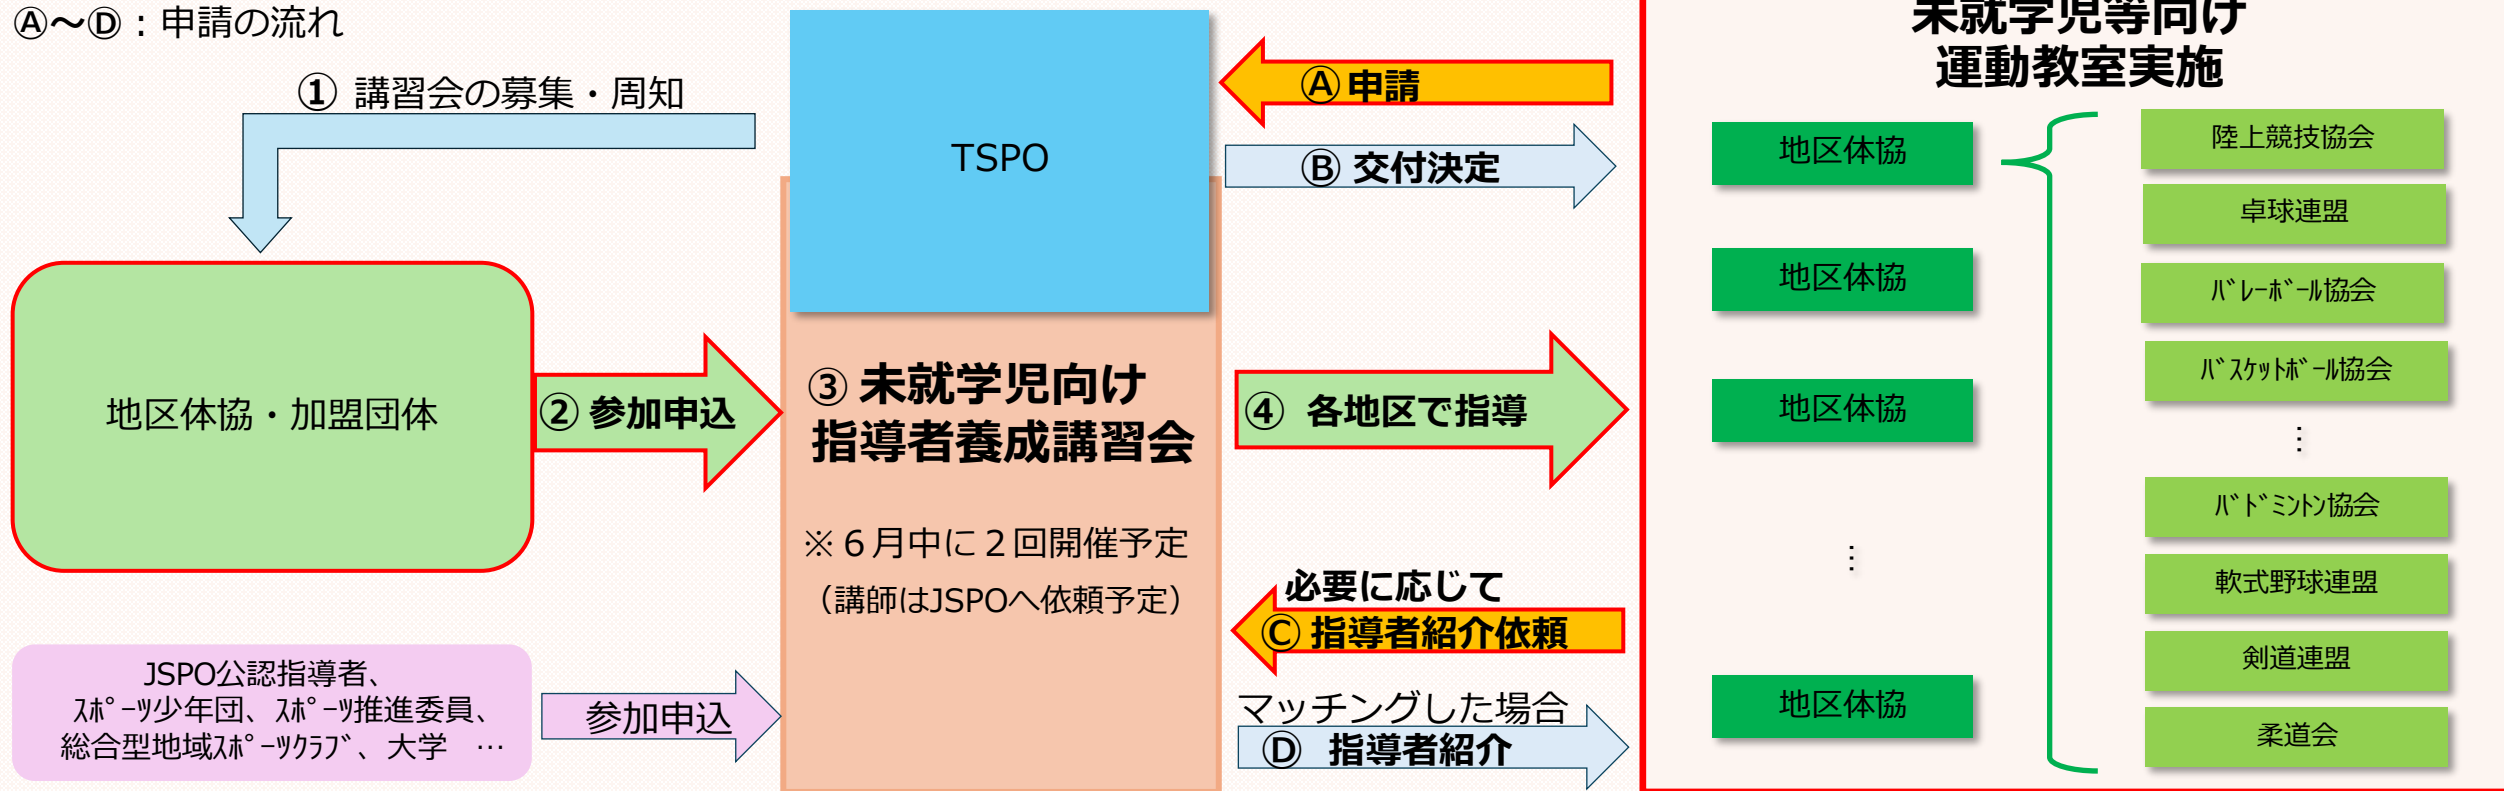 Ⓐ～Ⓓ：申請の流れ
① 講習会の募集・周知
TSPO
Ⓐ 申請
Ⓑ 交付決定
未就学児等向け
運動教室実施
地区体協
地区体協
地区体協
⋮
地区体協
陸上競技協会
卓球連盟
ﾊﾞﾚｰﾎﾞｰﾙ協会
ﾊﾞｽｹｯﾄﾎﾞｰﾙ協会
⋮
ﾊﾞﾄﾞﾐﾝﾄﾝ協会
軟式野球連盟
剣道連盟
柔道会
地区体協・加盟団体
② 参加申込
③ 未就学児向け
指導者養成講習会
※６月中に２回開催予定
（講師はJSPOへ依頼予定）
④ 各地区で指導
必要に応じて
Ⓒ 指導者紹介依頼
マッチングした場合
Ⓓ 指導者紹介
JSPO公認指導者、
ｽﾎﾟｰﾂ少年団、ｽﾎﾟｰﾂ推進委員、
総合型地域ｽﾎﾟｰﾂｸﾗﾌﾞ、大学　…
参加申込